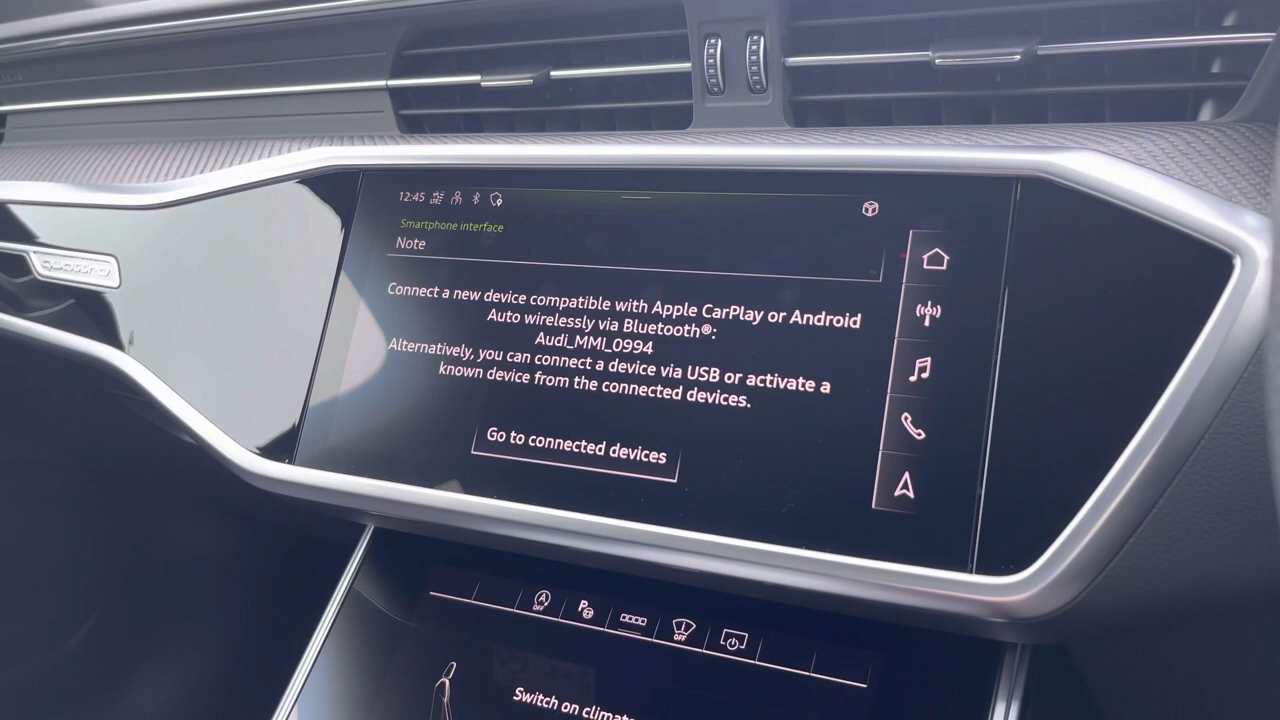 quattro
12:45
Smartphone interface
Note
Connect a new device compatible with Apple CarPlay or Android
Auto wirelessly via Bluetooth®:
Audi_MMI_0994
Alternatively, you can connect a device via USB or activate a
known device from the connected devices.
Go to connected devices
A OFF
P
OFF
Switch on climat